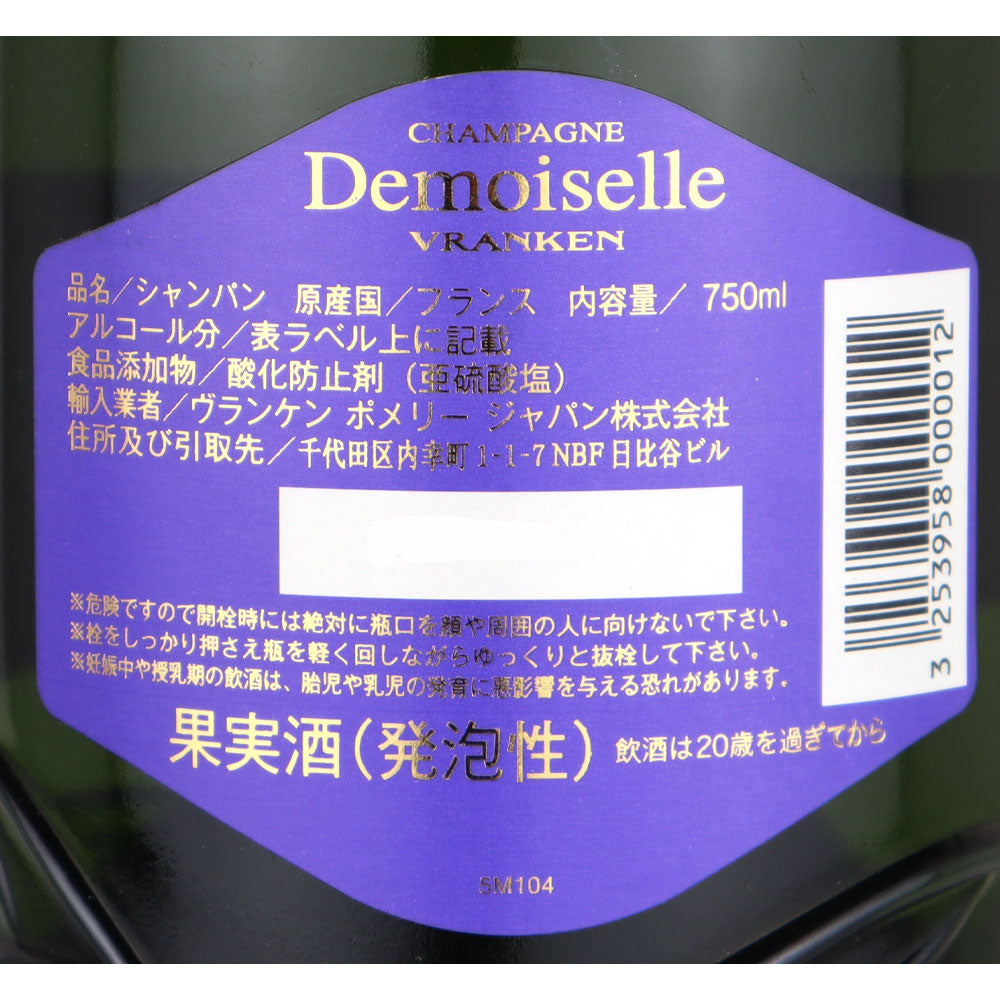 CHAMPAGNE
Demoiselle
VRANKEN
品名／シャンパン 原産国／フランス 内容量／ 750ml
アルコール分／表ラベル上に記載
食品添加物／酸化防止剤（亜硫酸塩）
輸入業者／ヴランケン ポメリー ジャパン株式会社
住所及び引取先／千代田区内幸町 1-1-7 NBF 日比谷ビル
※危険ですので開栓時には絶対に瓶口を顔や周囲の人に向けないで下さい。
※栓をしっかり押さえ瓶を軽く回しながらゆっくりと抜栓して下さい。
※妊娠中や授乳期の飲酒は、胎児や乳児の発育に悪影響を与える恐れがあります。
果実酒（発泡性）飲酒は20歳を過ぎてから
5M104
3 253958 000012